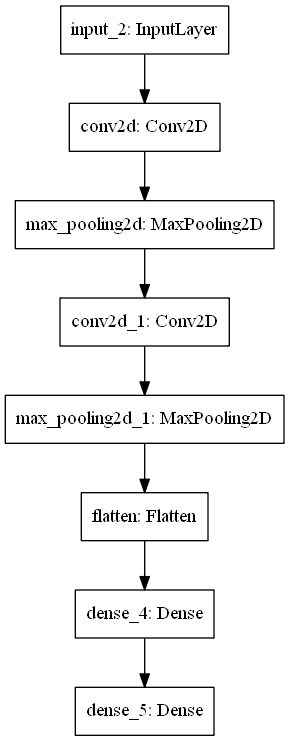 input_2: InputLayer
conv2d: Conv2D
max_pooling2d: MaxPooling2D
conv2d_1: Conv2D
max_pooling2d_1: MaxPooling2D
flatten: Flatten
dense_4: Dense
dense_5: Dense